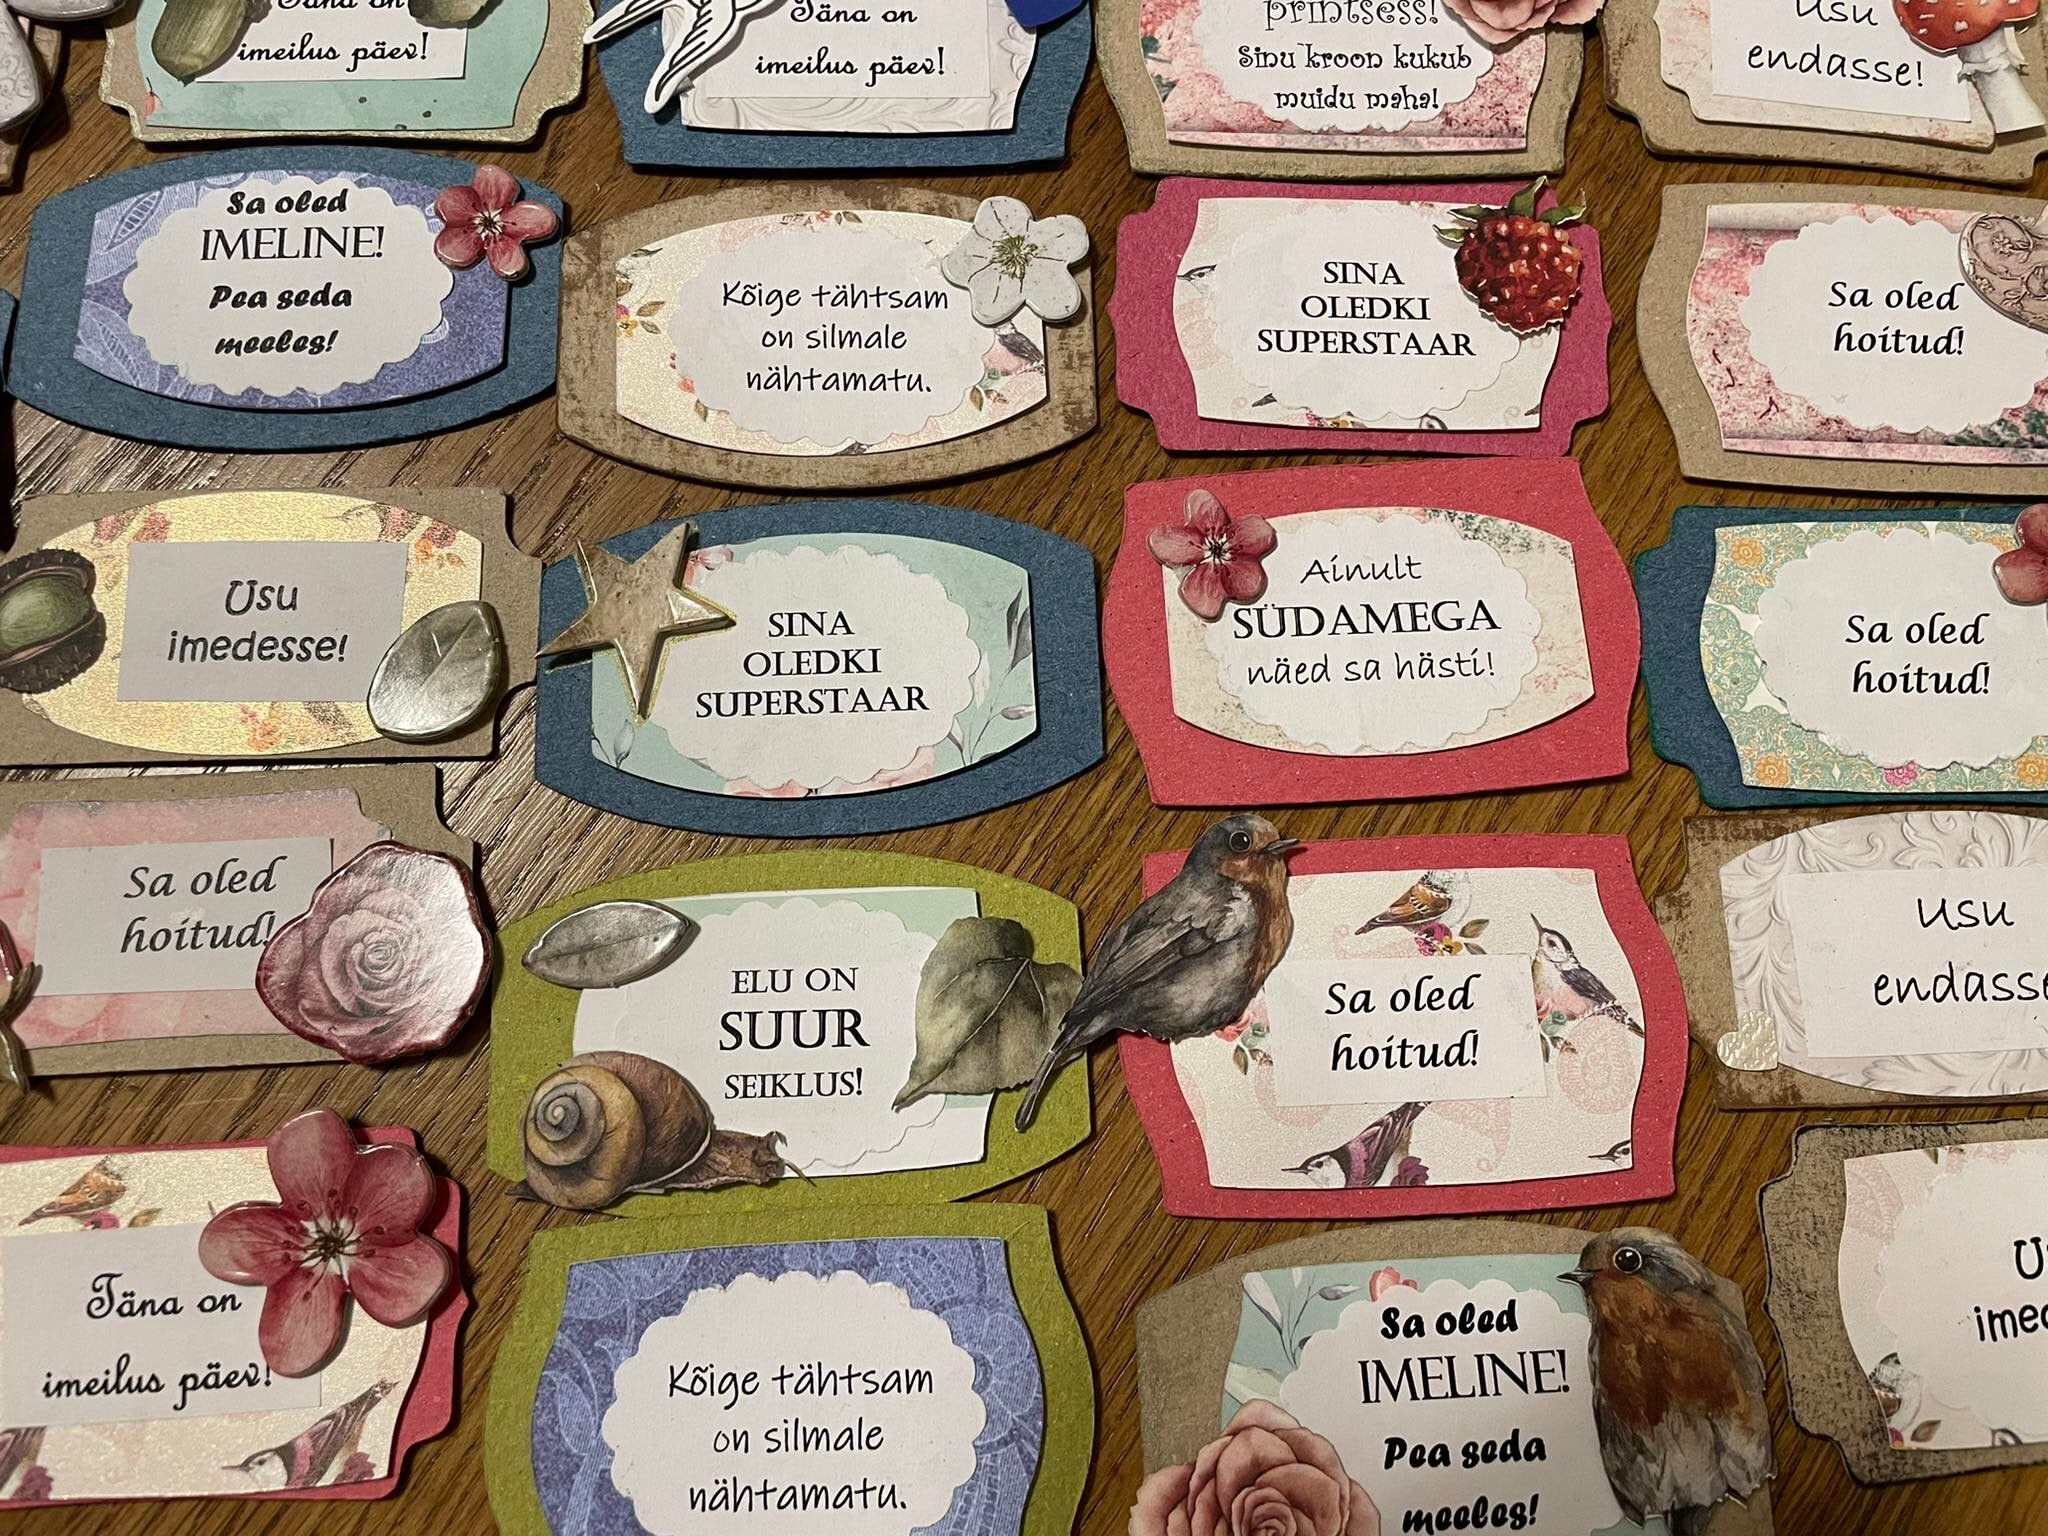 Täna on
imeilus päev!
Täna on
imeilus päev!
printsess!
Sinu kroon kukub
muidu maha!
Usu
endasse!
Sa oled
IMELINE!
Pea seda
meeles!
Kõige tähtsam
on silmale
nähtamatu.
SINA
OLEDKI
SUPERSTAAR
Sa oled
hoitud!
Usu
imedesse!
SINA
OLEDKI
SUPERSTAAR
Ainult
SÜDAMEGA
näed sa hästi!
Sa oled
hoitud!
Sa oled
hoitud!
ELU ON
SUUR
SEIKLUS!
Sa oled
hoitud!
Usu
endasse
Täna on
imeilus päev!
Kõige tähtsam
on silmale
nähtamatu.
Sa oled
IMELINE!
Pea seda
meeles!